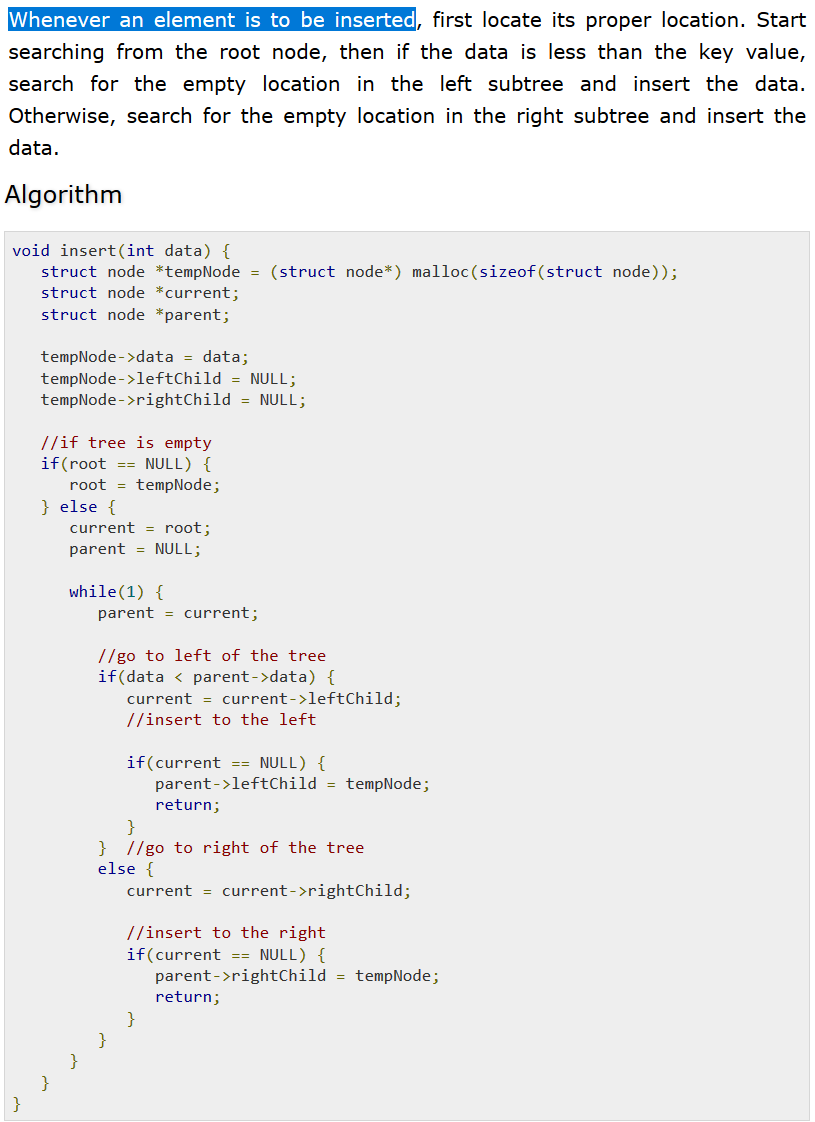 Whenever an element is to be inserted, first locate its proper location. Start
searching from the root node, then if the data is less than the key value,
search for the empty location in the left subtree and insert the data.
Otherwise, search for the empty location in the right subtree and insert the
data.
Algorithm
void insert(int data) {
   struct node *tempNode = (struct node*) malloc(sizeof(struct node));
   struct node *current;
   struct node *parent;

   tempNode->data = data;
   tempNode->leftChild = NULL;
   tempNode->rightChild = NULL;

   //if tree is empty
   if(root == NULL) {
      root = tempNode;
   } else {
      current = root;
      parent = NULL;

      while(1) {
         parent = current;

         //go to left of the tree
         if(data < parent->data) {
            current = current->leftChild;
            //insert to the left

            if(current == NULL) {
               parent->leftChild = tempNode;
               return;
            }
         }  //go to right of the tree
         else {
            current = current->rightChild;

            //insert to the right
            if(current == NULL) {
               parent->rightChild = tempNode;
               return;
            }
         }
      }
   }
}